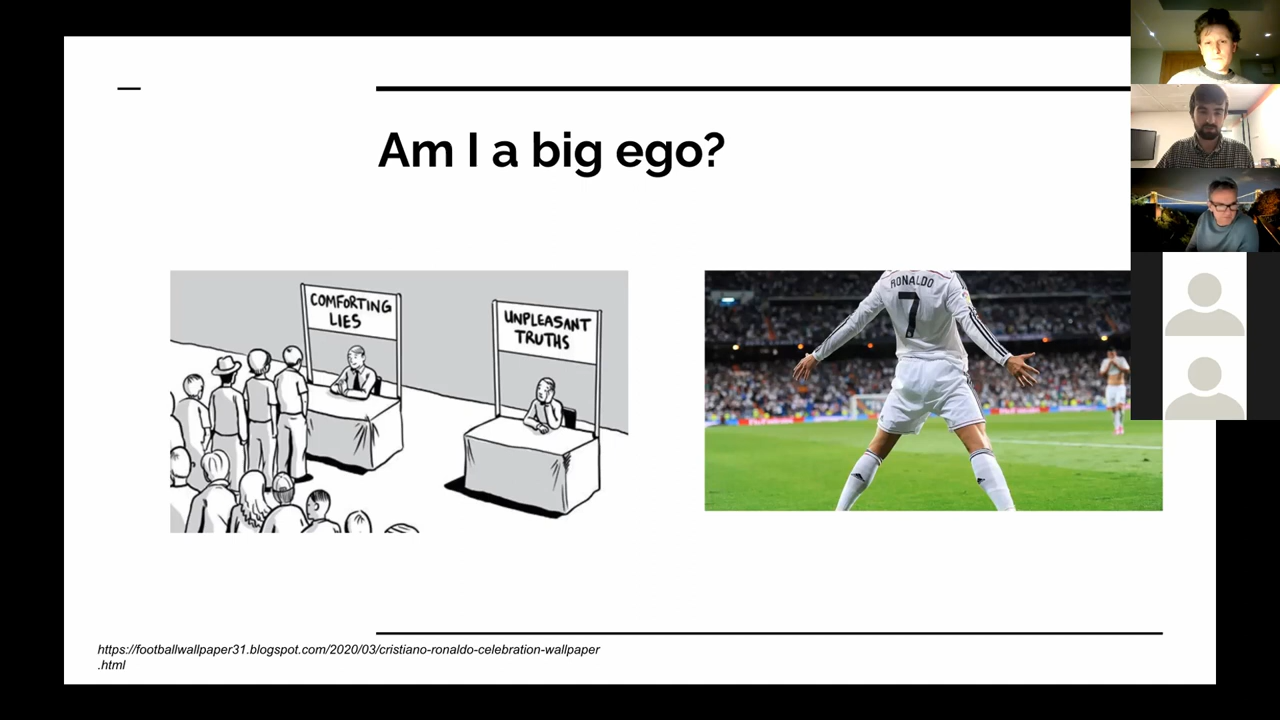 Am I a big ego?
COMFORTING
LIES
UNPLEASANT
TRUTHS
RONALDO
7
https://footballwallpaper31.blogspot.com/2020/03/cristiano-ronaldo-celebration-wallpaper
.html